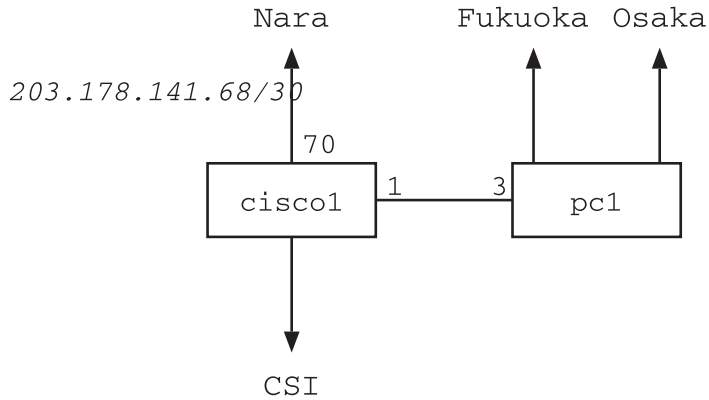 Nara Fukuoka Osaka
203.178.141.68/30
70
cisco1 1 3 pc1
CSI